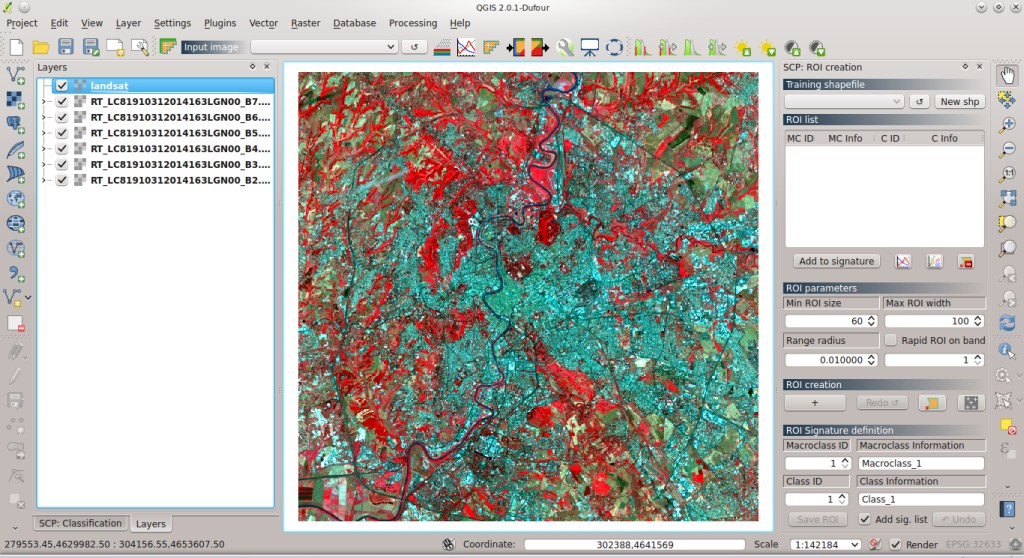 QGIS 2.0.1-Dufour
Project Edit View Layer Settings Plugins Vector Raster Database Processing Help
Input image
Layers
landsat
RT_LC81910312014163LGN00_B7....
RT_LC81910312014163LGN00_B6....
RT_LC81910312014163LGN00_B5....
RT_LC81910312014163LGN00_B4....
RT_LC81910312014163LGN00_B3....
RT_LC81910312014163LGN00_B2....
SCP: Classification Layers
SCP: ROI creation
Training shapefile
New shp
ROI list
MC ID MC Info C ID C Info
Add to signature
ROI parameters
Min ROI size Max ROI width
60 100
Range radius Rapid ROI on band
0.010000 1
ROI creation
+ Redo ↺
ROI Signature definition
Macroclass ID Macroclass Information
1 Macroclass_1
Class ID Class Information
1 Class_1
Save ROI Add sig. list ↶ Undo
279553.45,4629982.50 : 304156.55,4653607.50 Coordinate: 302388,4641569 Scale 1:142184 Render EPSG:32633